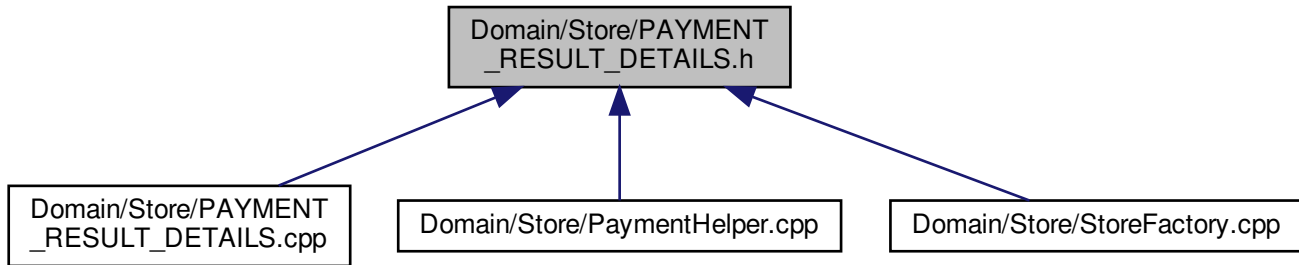 Domain/Store/PAYMENT
_RESULT_DETAILS.h
Domain/Store/PAYMENT
_RESULT_DETAILS.cpp
Domain/Store/PaymentHelper.cpp
Domain/Store/StoreFactory.cpp